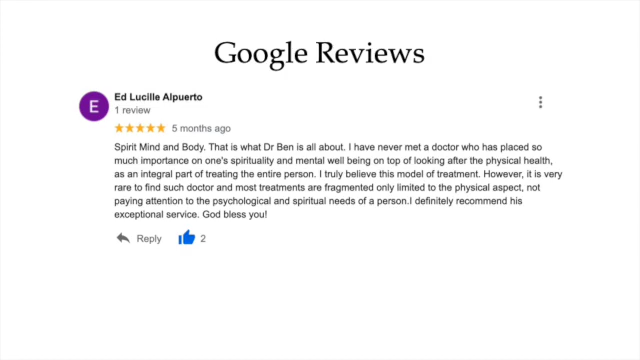 Google Reviews
E
Ed Lucille Alpuerto
1 review
5 months ago
Spirit Mind and Body. That is what Dr Ben is all about. I have never met a doctor who has placed so
much importance on one's spirituality and mental well being on top of looking after the physical health,
as an integral part of treating the entire person. I truly believe this model of treatment. However, it is very
rare to find such doctor and most treatments are fragmented only limited to the physical aspect, not
paying attention to the psychological and spiritual needs of a person.I definitely recommend his
exceptional service. God bless you!
Reply 2